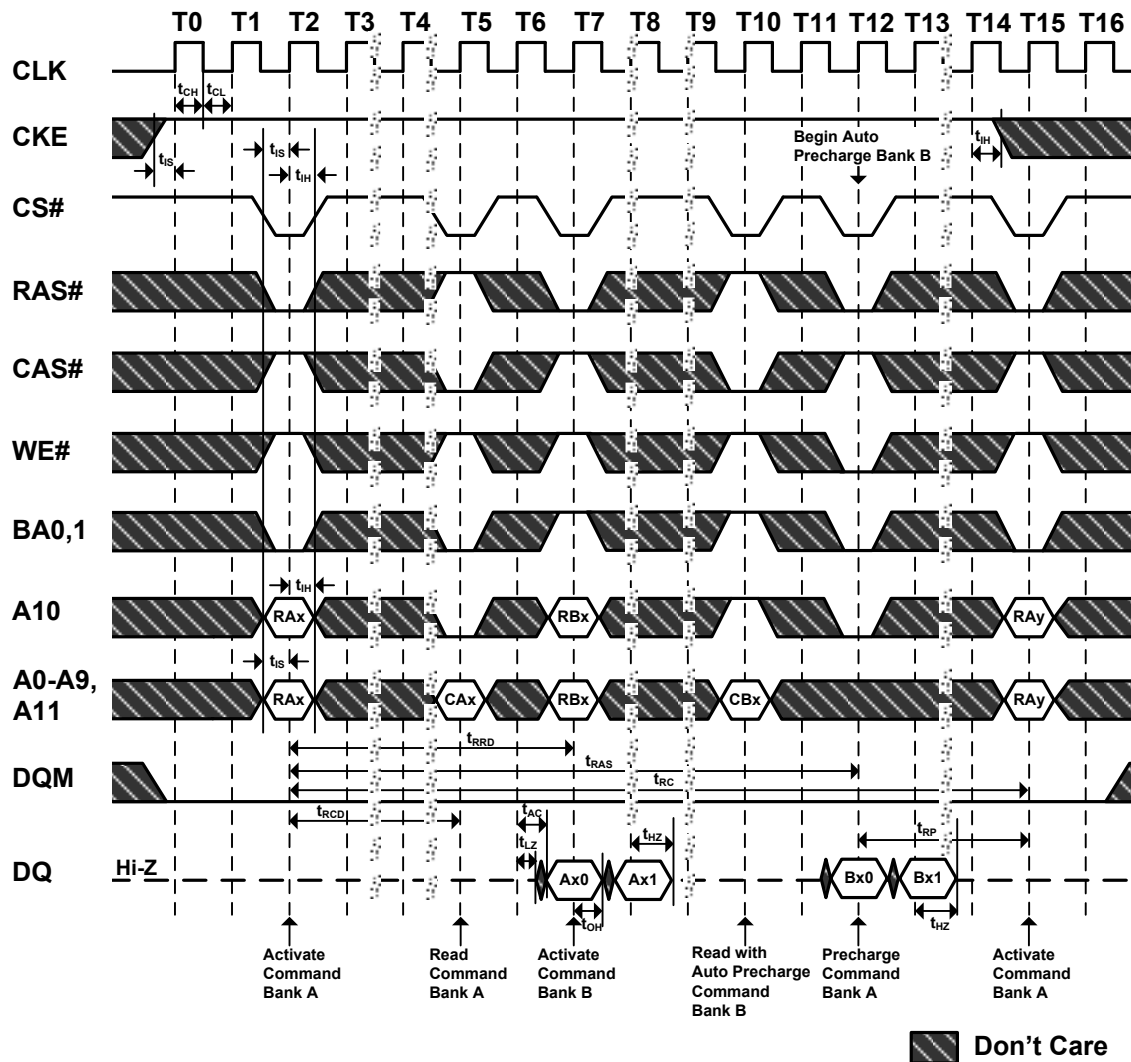 T0 T1 T2 T3 T4 T5 T6 T7 T8 T9 T10 T11 T12 T13 T14 T15 T16
CLK
tCH tCL
CKE
tIS
tIS
tIH
Begin Auto
Precharge Bank B
tIH
CS#
RAS#
CAS#
WE#
BA0,1
tIH
A10
RAx RBx RAy
tIS
A0-A9,
A11
RAx CAx RBx CBx RAy
tRRD
tRAS
tRC
DQM
tRCD
tAC
tLZ
tHZ
tRP
DQ
Hi-Z
Ax0 Ax1 Bx0 Bx1
tOH
tHZ
Activate
Command
Bank A
Read
Command
Bank A
Activate
Command
Bank B
Read with
Auto Precharge
Command
Bank B
Precharge
Command
Bank A
Activate
Command
Bank A
Don't Care